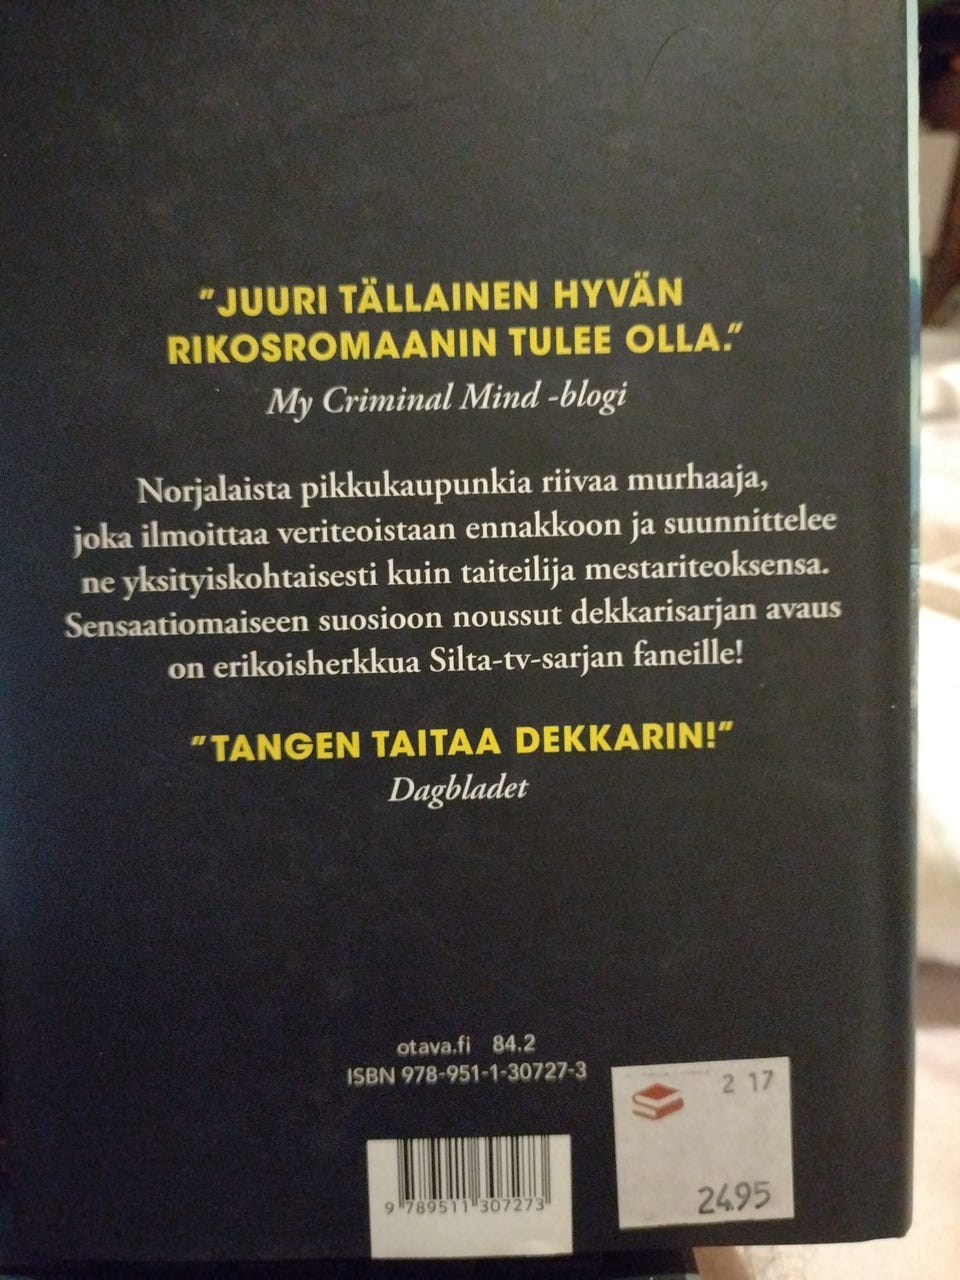 "JUURI TÄLLAINEN HYVÄN
RIKOSROMAANIN TULEE OLLA."
My Criminal Mind -blogi
Norjalaista pikkukaupunkia riivaa murhaaja,
joka ilmoittaa veriteoistaan ennakkoon ja suunnittelee
ne yksityiskohtaisesti kuin taiteilija mestariteoksensa.
Sensaatiomaiseen suosioon noussut dekkarisarjan avaus
on erikoisherkkua Silta-tv-sarjan faneille!
"TANGEN TAITAA DEKKARIN!"
Dagbladet
otava.fi 84.2
ISBN 978-951-1-30727-3
9 789511 307273
2 17
24.95